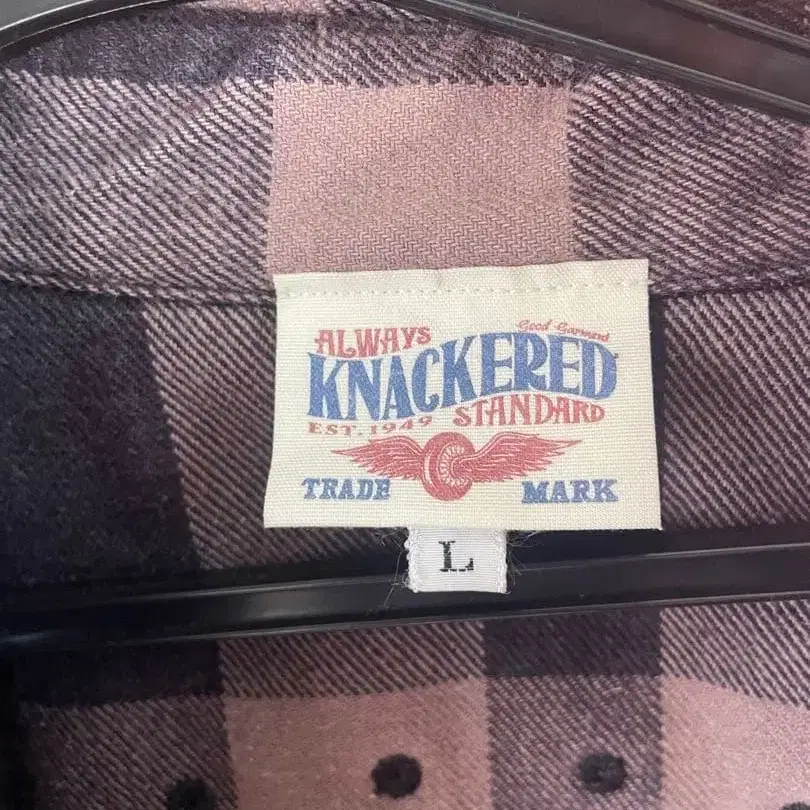 ALWAYS
Good Garment
KNACKERED
EST. 1949 STANDARD
TRADE MARK
L